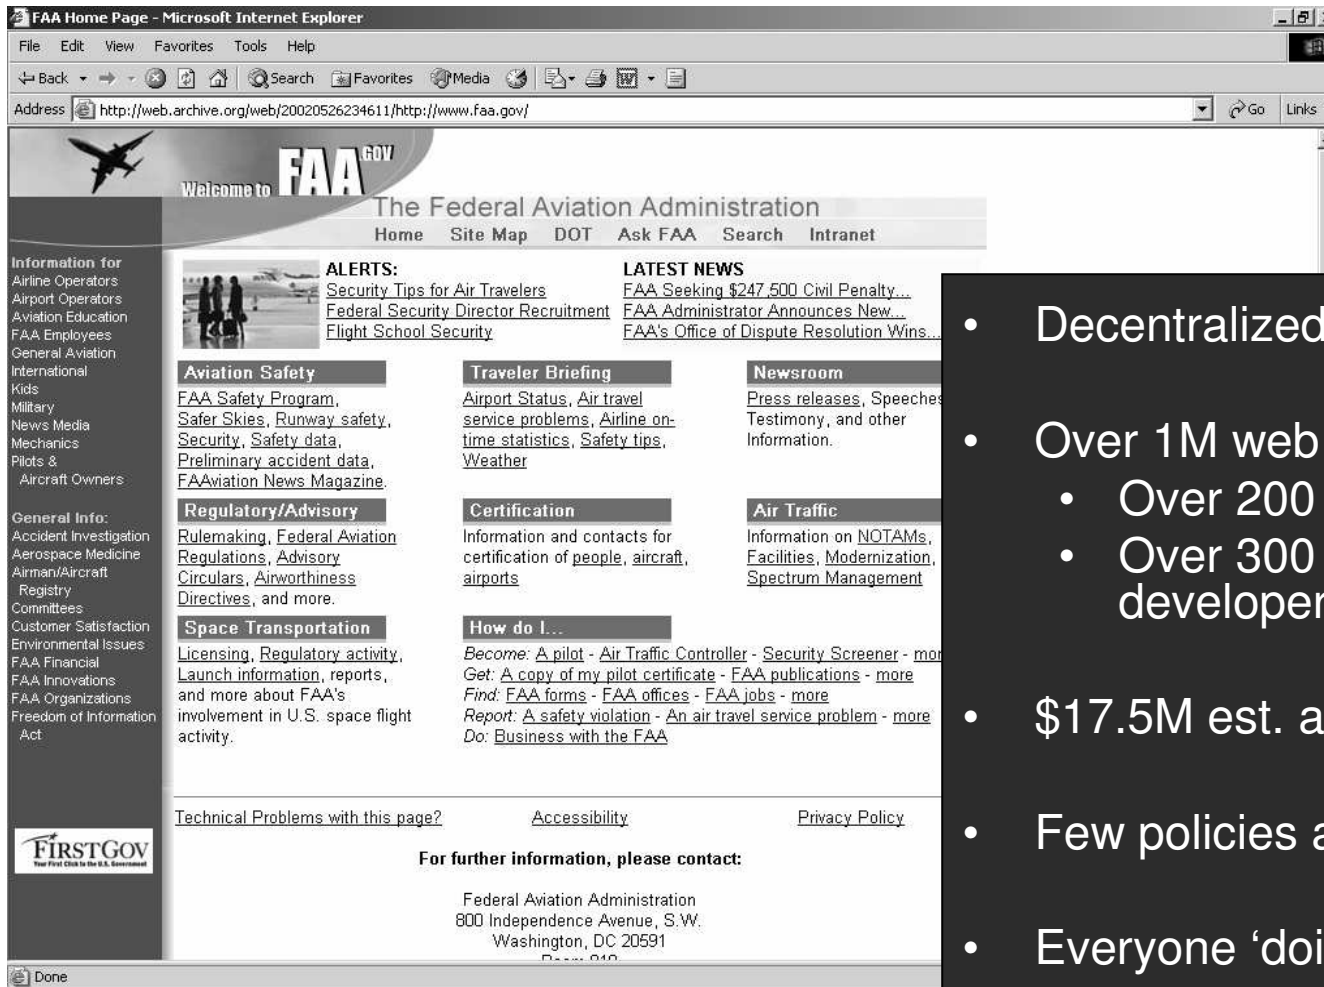 FAA Home Page - Microsoft Internet Explorer
File Edit View Favorites Tools Help
Back Search Favorites Media
Address http://web.archive.org/web/20020526234611/http://www.faa.gov/ Go Links
Welcome to FAA.GOV
The Federal Aviation Administration
Home Site Map DOT Ask FAA Search Intranet
Information for
Airline Operators
Airport Operators
Aviation Education
FAA Employees
General Aviation
International
Kids
Military
News Media
Mechanics
Pilots &
Aircraft Owners
General Info:
Accident Investigation
Aerospace Medicine
Airman/Aircraft
Registry
Committees
Customer Satisfaction
Environmental Issues
FAA Financial
FAA Innovations
FAA Organizations
Freedom of Information
Act
FIRSTGOV
Your First Click to the U.S. Government
ALERTS:
Security Tips for Air Travelers
Federal Security Director Recruitment
Flight School Security
LATEST NEWS
FAA Seeking $247,500 Civil Penalty...
FAA Administrator Announces New...
FAA's Office of Dispute Resolution Wins...
Aviation Safety
FAA Safety Program,
Safer Skies, Runway safety,
Security, Safety data,
Preliminary accident data,
FAAviation News Magazine.
Traveler Briefing
Airport Status, Air travel
service problems, Airline on-
time statistics, Safety tips,
Weather
Newsroom
Press releases, Speeches
Testimony, and other
Information.
Regulatory/Advisory
Rulemaking, Federal Aviation
Regulations, Advisory
Circulars, Airworthiness
Directives, and more.
Certification
Information and contacts for
certification of people, aircraft,
airports
Air Traffic
Information on NOTAMs,
Facilities, Modernization,
Spectrum Management
Space Transportation
Licensing, Regulatory activity,
Launch information, reports,
and more about FAA's
involvement in U.S. space flight
activity.
How do I...
Become: A pilot - Air Traffic Controller - Security Screener - mor
Get: A copy of my pilot certificate - FAA publications - more
Find: FAA forms - FAA offices - FAA jobs - more
Report: A safety violation - An air travel service problem - more
Do: Business with the FAA
Technical Problems with this page? Accessibility Privacy Policy
For further information, please contact:
Federal Aviation Administration
800 Independence Avenue, S.W.
Washington, DC 20591
Done
• Decentralized
• Over 1M web
• Over 200
• Over 300
developer
• $17.5M est. a
• Few policies a
• Everyone ‘doi